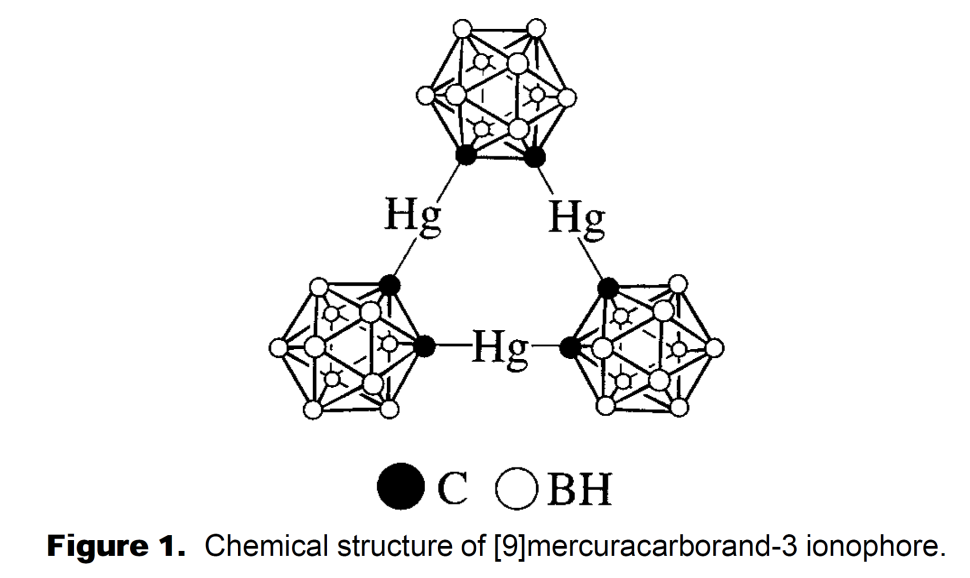 Hg Hg
Hg
C BH
Figure 1. Chemical structure of [9]mercuracarborand-3 ionophore.